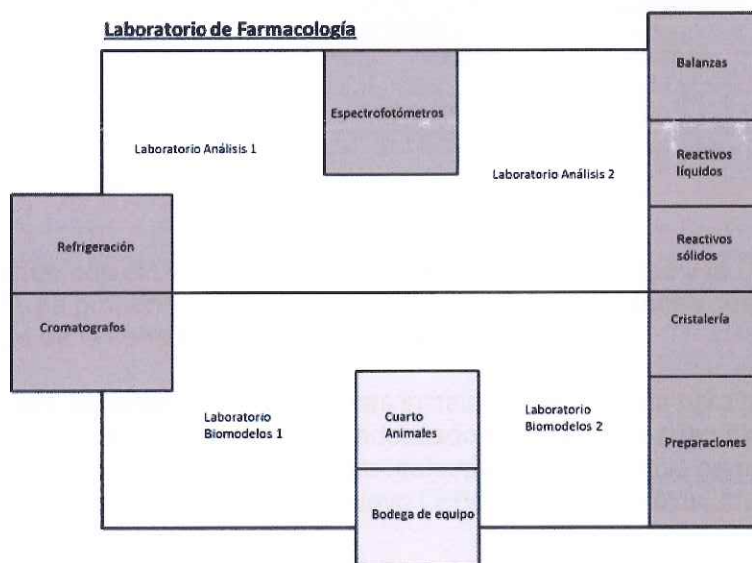 Laboratorio de Farmacología
Balanzas
Espectrofotómetros
Laboratorio Análisis 1
Reactivos
líquidos
Laboratorio Análisis 2
Refrigeración
Reactivos
sólidos
Cromatografos
Cristalería
Laboratorio
Biomodelos 1
Cuarto
Animales
Laboratorio
Biomodelos 2
Preparaciones
Bodega de equipo